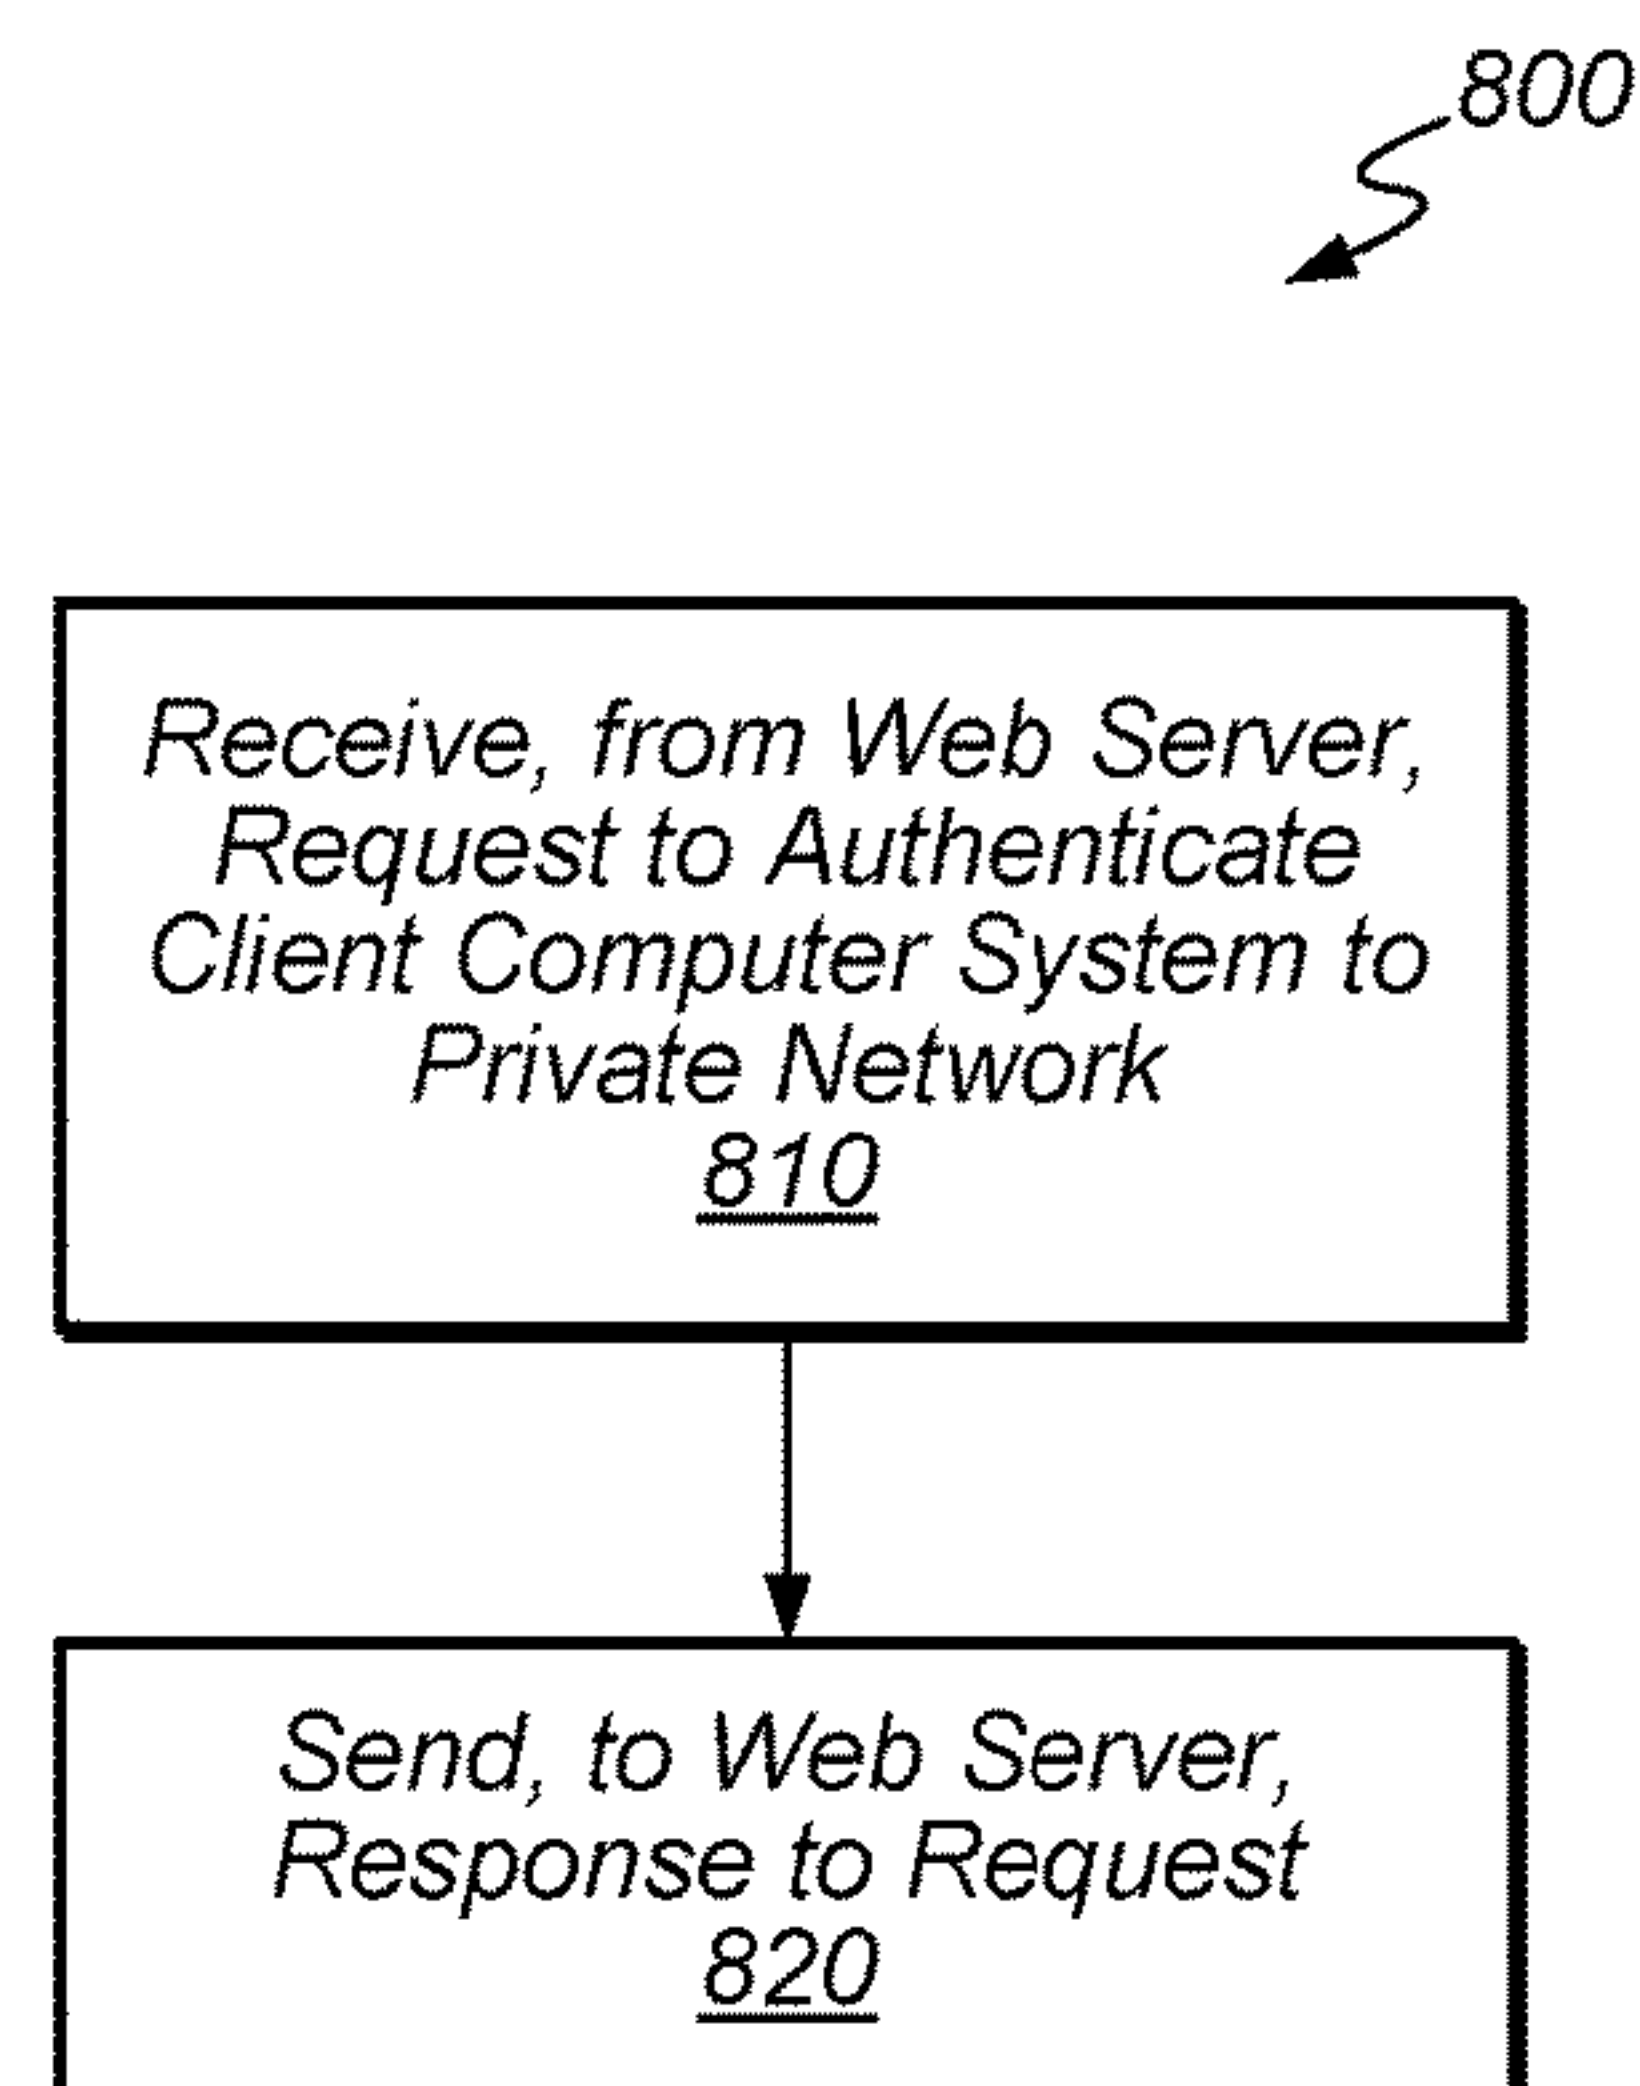 800
Receive, from Web Server,
Request to Authenticate
Client Computer System to
Private Network
810
Send, to Web Server,
Response to Request
820